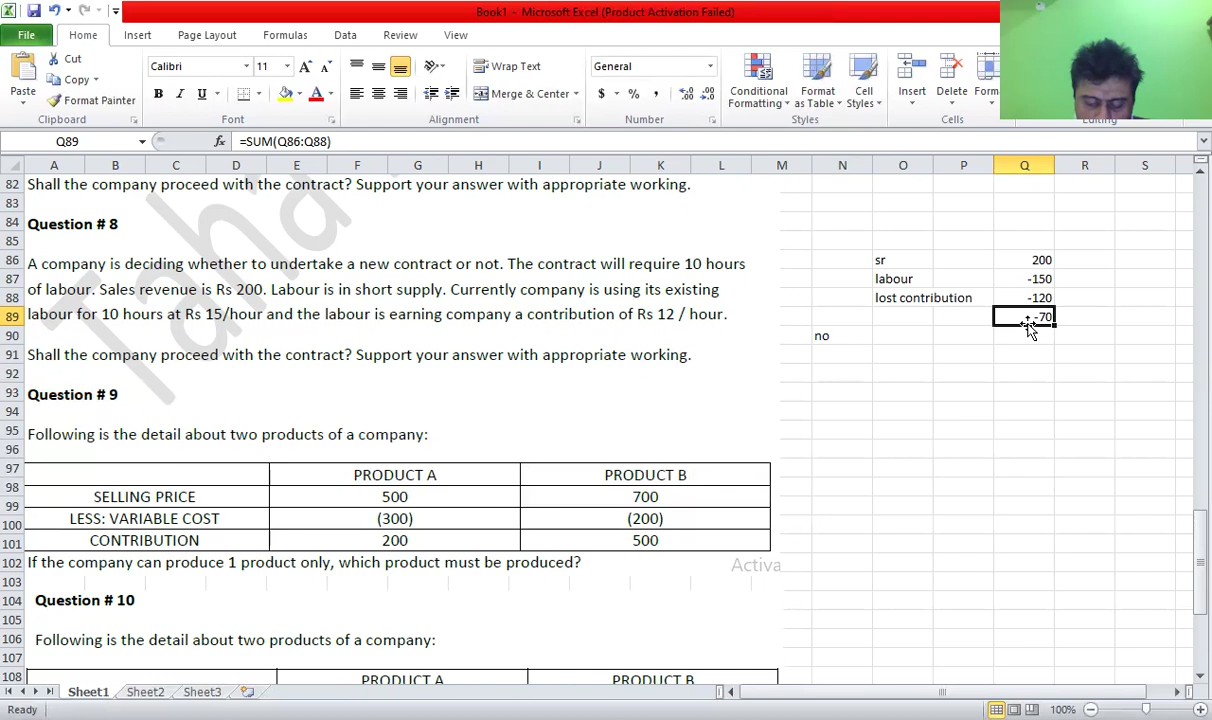 Book1 - Microsoft Excel (Product Activation Failed)
File Home Insert Page Layout Formulas Data Review View
Paste Cut Copy Format Painter Clipboard
Calibri 11 A A B I U A Font
Wrap Text Merge & Center Alignment
General $ % , .0 .00 .00 .0 Number
Conditional Formatting Format as Table Cell Styles Styles
Insert Delete Cells Editing
Q89 fx =SUM(Q86:Q88)
A B C D E F G H I J K L M N O P Q R S
82 Shall the company proceed with the contract? Support your answer with appropriate working.
83
84 Question # 8
85
86 A company is deciding whether to undertake a new contract or not. The contract will require 10 hours sr 200
87 labour -150
88 of labour. Sales revenue is Rs 200. Labour is in short supply. Currently company is using its existing lost contribution -120
89 labour for 10 hours at Rs 15/hour and the labour is earning company a contribution of Rs 12 / hour. -70
90 no
91 Shall the company proceed with the contract? Support your answer with appropriate working.
92
93 Question # 9
94
95 Following is the detail about two products of a company:
96
97 PRODUCT A PRODUCT B
98 SELLING PRICE 500 700
99
100 LESS: VARIABLE COST (300) (200)
101 CONTRIBUTION 200 500
102 If the company can produce 1 product only, which product must be produced? Activa
103
104 Question # 10
105
106 Following is the detail about two products of a company:
107
108 PRODUCT A PRODUCT B
Taha
Sheet1 Sheet2 Sheet3
Ready 100%